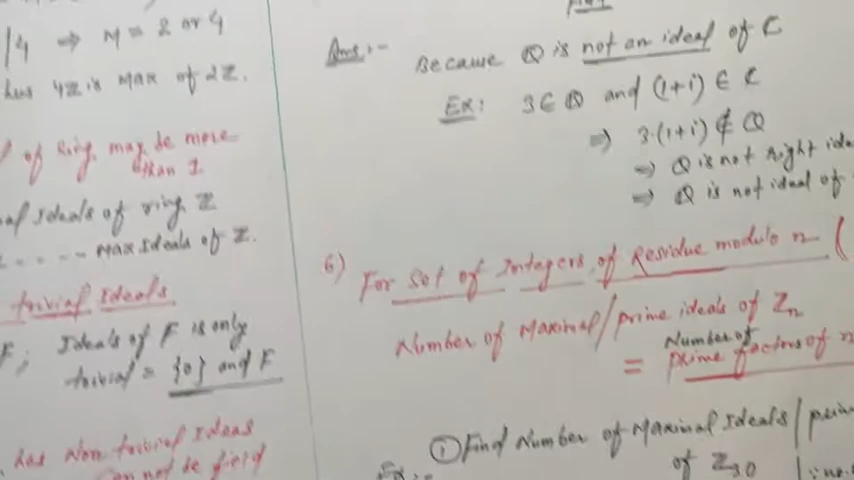 |4 ⇒ M = 2 or 4
4Z is Max of 2Z.
of Ring may be more
than 1
Ideals of ring Z
..... Max Ideals of Z.
trivial Ideals
F; Ideals of F is only
trivial = {0} and F
has Non trivial Ideas
can not be field
Ans:-
Because Q is not an ideal of C
Ex: 3 ∈ Q and (1+i) ∈ C
⇒ 3·(1+i) ∉ Q
⇒ Q is not right
⇒ Q is not ideal of
6) For Set of Integers of Residue modulo n (
Number of Maximal/prime ideals of Zn
= Number of prime factors of n
① Find Number of Maximal Ideals/
of Z30